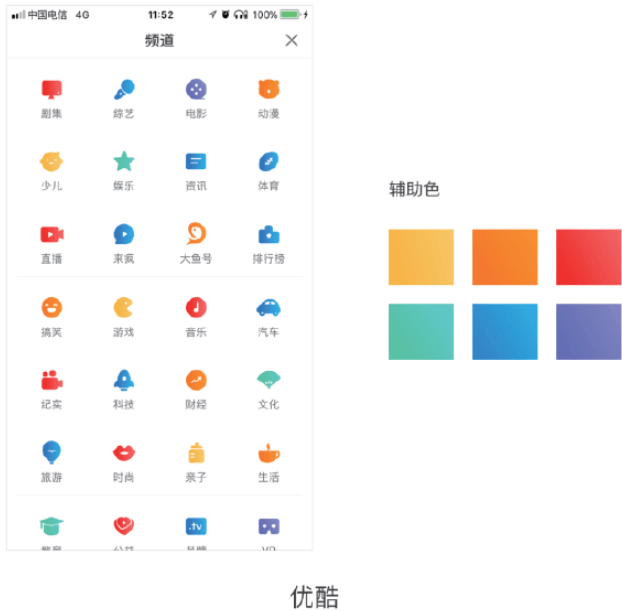 中国电信 4G 11:52 100%
频道
剧集 综艺 电影 动漫
少儿 娱乐 资讯 体育
辅助色
直播 来疯 大鱼号 排行榜
搞笑 游戏 音乐 汽车
纪实 科技 财经 文化
旅游 时尚 亲子 生活
.tv
优酷